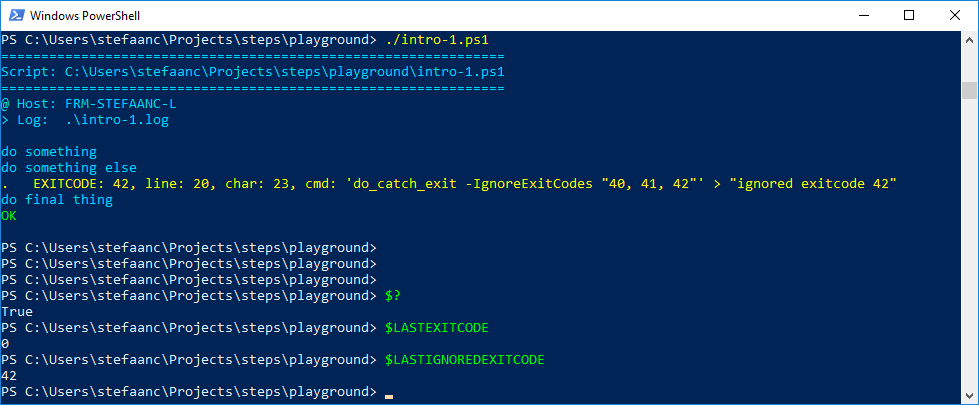 Windows PowerShell
PS C:\Users\stefaanc\Projects\steps\playground> ./intro-1.ps1
===============================================================
Script: C:\Users\stefaanc\Projects\steps\playground\intro-1.ps1
===============================================================
@ Host: FRM-STEFAANC-L
> Log:  .\intro-1.log
do something
do something else
.   EXITCODE: 42, line: 20, char: 23, cmd: 'do_catch_exit -IgnoreExitCodes "40, 41, 42"' > "ignored exitcode 42"
do final thing
OK
PS C:\Users\stefaanc\Projects\steps\playground>
PS C:\Users\stefaanc\Projects\steps\playground>
PS C:\Users\stefaanc\Projects\steps\playground>
PS C:\Users\stefaanc\Projects\steps\playground> $?
True
PS C:\Users\stefaanc\Projects\steps\playground> $LASTEXITCODE
0
PS C:\Users\stefaanc\Projects\steps\playground> $LASTIGNOREDEXITCODE
42
PS C:\Users\stefaanc\Projects\steps\playground>